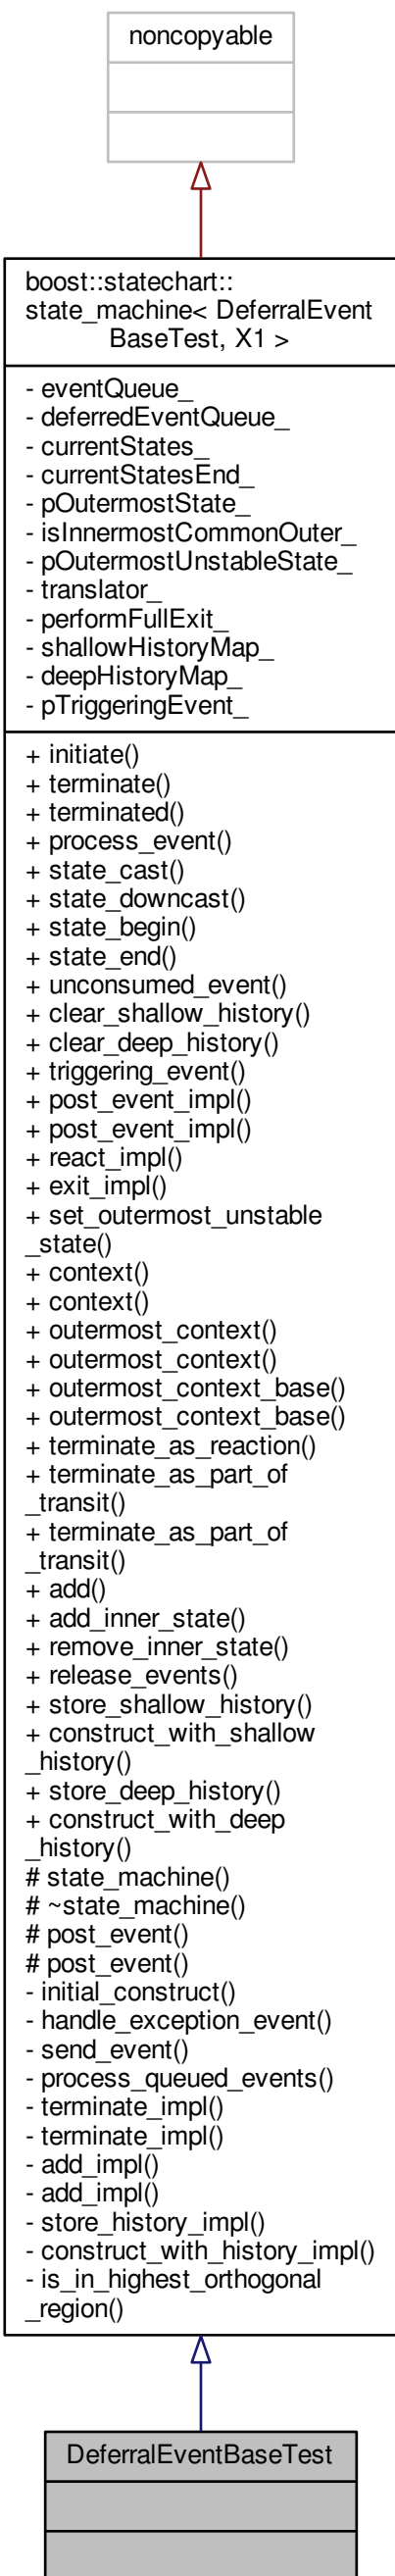 noncopyable
boost::statechart::
state_machine< DeferralEvent
BaseTest, X1 >
- eventQueue_
- deferredEventQueue_
- currentStates_
- currentStatesEnd_
- pOutermostState_
- isInnermostCommonOuter_
- pOutermostUnstableState_
- translator_
- performFullExit_
- shallowHistoryMap_
- deepHistoryMap_
- pTriggeringEvent_
+ initiate()
+ terminate()
+ terminated()
+ process_event()
+ state_cast()
+ state_downcast()
+ state_begin()
+ state_end()
+ unconsumed_event()
+ clear_shallow_history()
+ clear_deep_history()
+ triggering_event()
+ post_event_impl()
+ post_event_impl()
+ react_impl()
+ exit_impl()
+ set_outermost_unstable
_state()
+ context()
+ context()
+ outermost_context()
+ outermost_context()
+ outermost_context_base()
+ outermost_context_base()
+ terminate_as_reaction()
+ terminate_as_part_of
_transit()
+ terminate_as_part_of
_transit()
+ add()
+ add_inner_state()
+ remove_inner_state()
+ release_events()
+ store_shallow_history()
+ construct_with_shallow
_history()
+ store_deep_history()
+ construct_with_deep
_history()
# state_machine()
# ~state_machine()
# post_event()
# post_event()
- initial_construct()
- handle_exception_event()
- send_event()
- process_queued_events()
- terminate_impl()
- terminate_impl()
- add_impl()
- add_impl()
- store_history_impl()
- construct_with_history_impl()
- is_in_highest_orthogonal
_region()
DeferralEventBaseTest